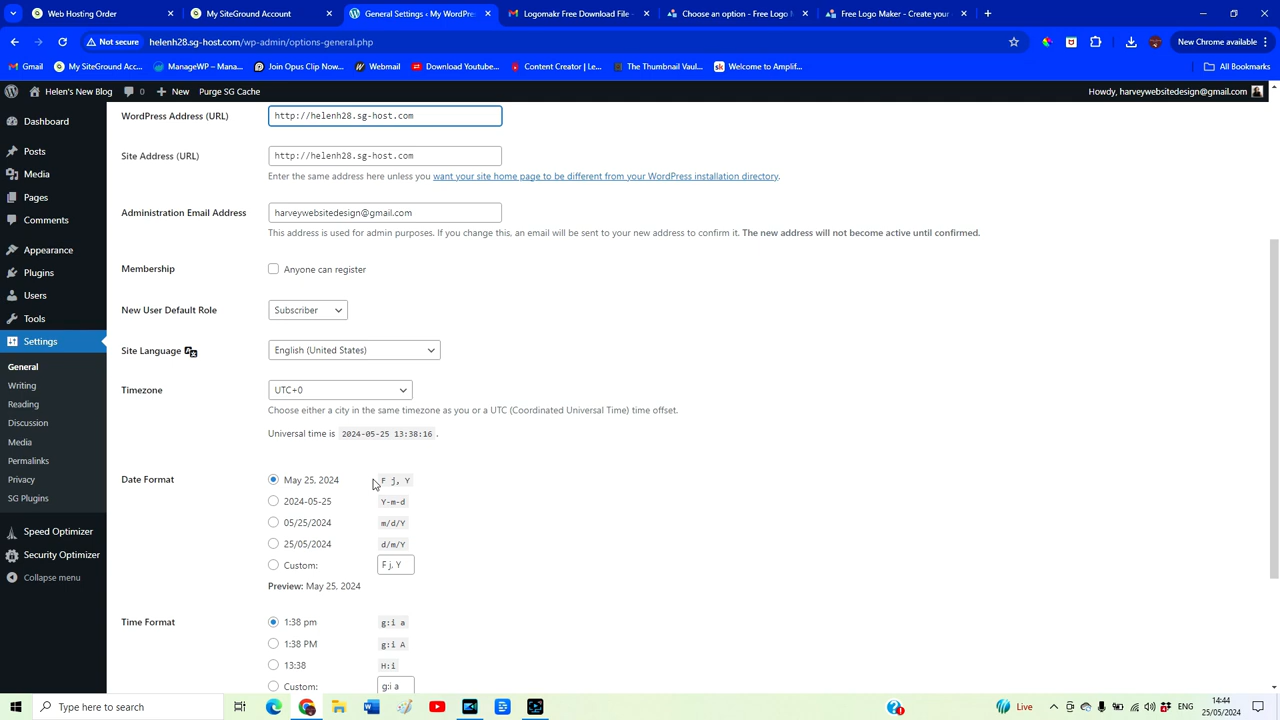 Web Hosting Order
My SiteGround Account
General Settings ‹ My WordPre
Logomakr Free Download File -
Choose an option - Free Logo M
Free Logo Maker - Create your
Not secure
helenh28.sg-host.com/wp-admin/options-general.php
New Chrome available
Gmail
My SiteGround Acc...
ManageWP – Mana...
Join Opus Clip Now...
Webmail
Download Youtube...
Content Creator | Le...
The Thumbnail Vaul...
Welcome to Amplif...
All Bookmarks
Helen's New Blog
0
New
Purge SG Cache
Howdy, harveywebsitedesign@gmail.com
Dashboard
Posts
Media
Pages
Comments
Appearance
Plugins
Users
Tools
Settings
General
Writing
Reading
Discussion
Media
Permalinks
Privacy
SG Plugins
Speed Optimizer
Security Optimizer
Collapse menu
WordPress Address (URL)
http://helenh28.sg-host.com
Site Address (URL)
http://helenh28.sg-host.com
Enter the same address here unless you want your site home page to be different from your WordPress installation directory.
Administration Email Address
harveywebsitedesign@gmail.com
This address is used for admin purposes. If you change this, an email will be sent to your new address to confirm it. The new address will not become active until confirmed.
Membership
Anyone can register
New User Default Role
Subscriber
Site Language
English (United States)
Timezone
UTC+0
Choose either a city in the same timezone as you or a UTC (Coordinated Universal Time) time offset.
Universal time is 2024-05-25 13:38:16 .
Date Format
May 25, 2024 F j, Y
2024-05-25 Y-m-d
05/25/2024 m/d/Y
25/05/2024 d/m/Y
Custom: F j, Y
Preview: May 25, 2024
Time Format
1:38 pm g:i a
1:38 PM g:i A
13:38 H:i
Custom: g:i a
Type here to search
Live
ENG
14:44
25/05/2024